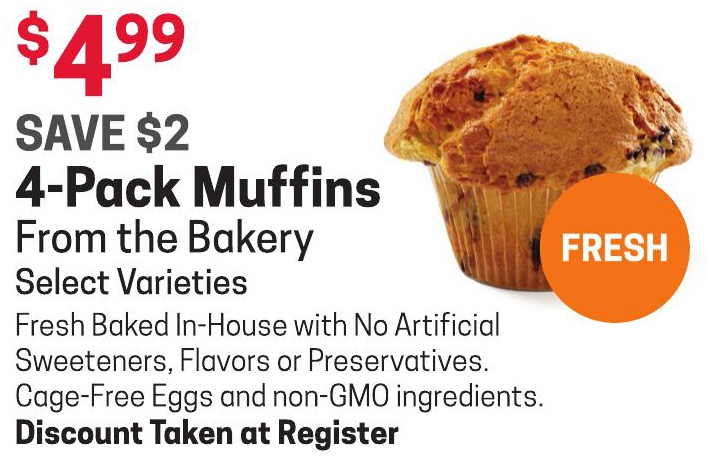 $4.99
SAVE $2
4-Pack Muffins
From the Bakery
Select Varieties
FRESH
Fresh Baked In-House with No Artificial
Sweeteners, Flavors or Preservatives.
Cage-Free Eggs and non-GMO ingredients.
Discount Taken at Register